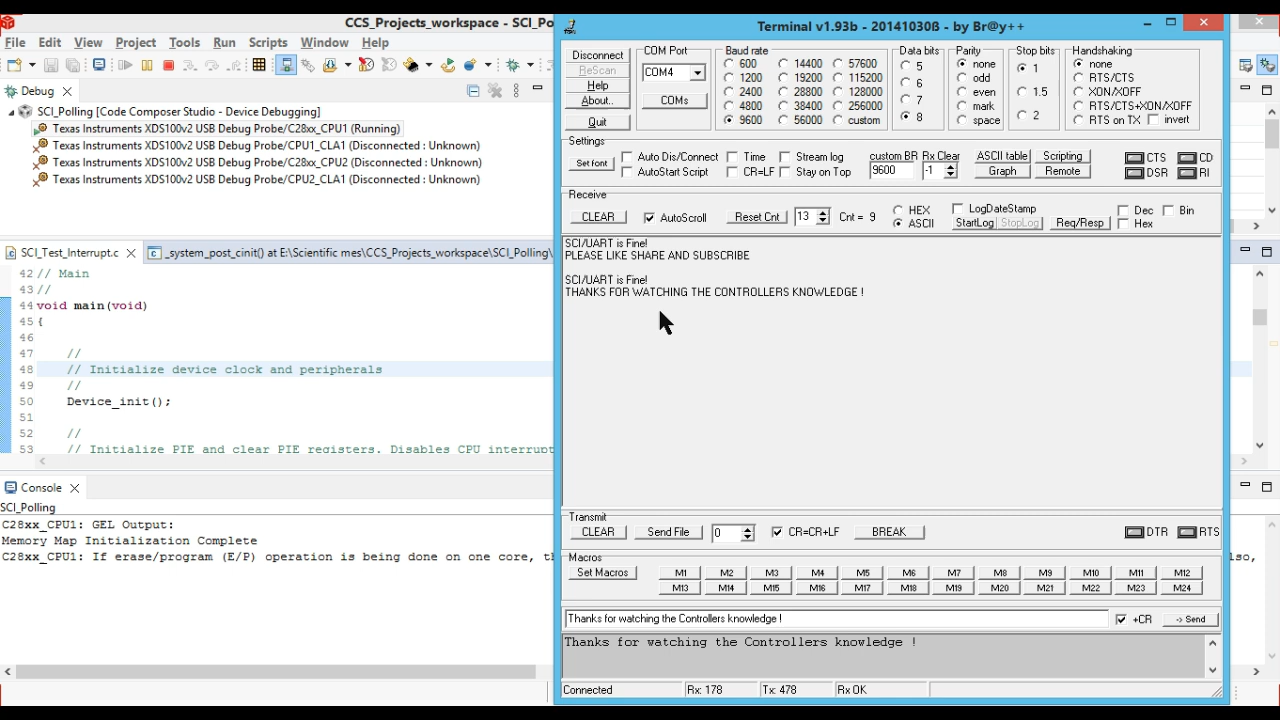 CCS_Projects_workspace - SCI_Po
File Edit View Project Tools Run Scripts Window Help
Debug
SCI_Polling [Code Composer Studio - Device Debugging]
Texas Instruments XDS100v2 USB Debug Probe/C28xx_CPU1 (Running)
Texas Instruments XDS100v2 USB Debug Probe/CPU1_CLA1 (Disconnected : Unknown)
Texas Instruments XDS100v2 USB Debug Probe/C28xx_CPU2 (Disconnected : Unknown)
Texas Instruments XDS100v2 USB Debug Probe/CPU2_CLA1 (Disconnected : Unknown)
SCI_Test_Interrupt.c
_system_post_cinit() at E:\Scientific mes\CCS_Projects_workspace\SCI_Polling\
42 // Main
43 //
44 void main(void)
45 {
46
47 //
48 // Initialize device clock and peripherals
49 //
50 Device_init();
51
52 //
53 // Initialize PIE and clear PIE registers. Disables CPU interrupt
Console
SCI_Polling
C28xx_CPU1: GEL Output:
Memory Map Initialization Complete
C28xx_CPU1: If erase/program (E/P) operation is being done on one core, th
lso,
Terminal v1.93b - 20141030ß - by Br@y++
Disconnect
ReScan
Help
About..
Quit
COM Port
COM4
COMs
Baud rate
600 14400 57600
1200 19200 115200
2400 28800 128000
4800 38400 256000
9600 56000 custom
Data bits
5
6
7
8
Parity
none
odd
even
mark
space
Stop bits
1
1.5
2
Handshaking
none
RTS/CTS
XON/XOFF
RTS/CTS+XON/XOFF
RTS on TX invert
Settings
Set font
Auto Dis/Connect Time Stream log custom BR Rx Clear ASCII table Scripting CTS CD
AutoStart Script CR=LF Stay on Top 9600 -1 Graph Remote DSR RI
Receive
CLEAR AutoScroll Reset Cnt 13 Cnt = 9
HEX
ASCII
LogDateStamp
StartLog StopLog Req/Resp
Dec Bin
Hex
SCI/UART is Fine!
PLEASE LIKE SHARE AND SUBSCRIBE
SCI/UART is Fine!
THANKS FOR WATCHING THE CONTROLLERS KNOWLEDGE !
Transmit
CLEAR Send File 0 CR=CR+LF BREAK DTR RTS
Macros
Set Macros M1 M2 M3 M4 M5 M6 M7 M8 M9 M10 M11 M12
M13 M14 M15 M16 M17 M18 M19 M20 M21 M22 M23 M24
Thanks for watching the Controllers knowledge ! +CR -> Send
Thanks for watching the Controllers knowledge !
Connected Rx: 178 Tx: 478 Rx OK